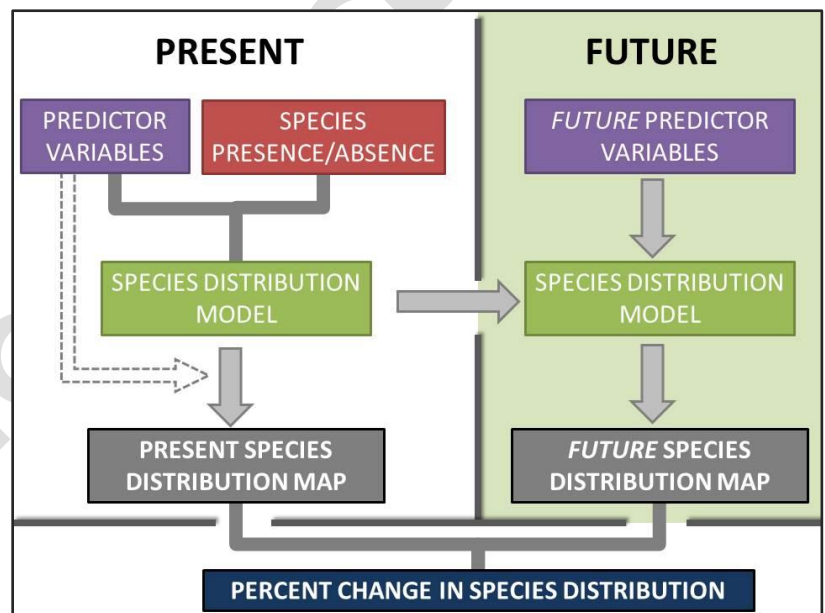 PRESENT
FUTURE
PREDICTOR
VARIABLES
SPECIES
PRESENCE/ABSENCE
FUTURE PREDICTOR
VARIABLES
SPECIES DISTRIBUTION
MODEL
SPECIES DISTRIBUTION
MODEL
PRESENT SPECIES
DISTRIBUTION MAP
FUTURE SPECIES
DISTRIBUTION MAP
PERCENT CHANGE IN SPECIES DISTRIBUTION